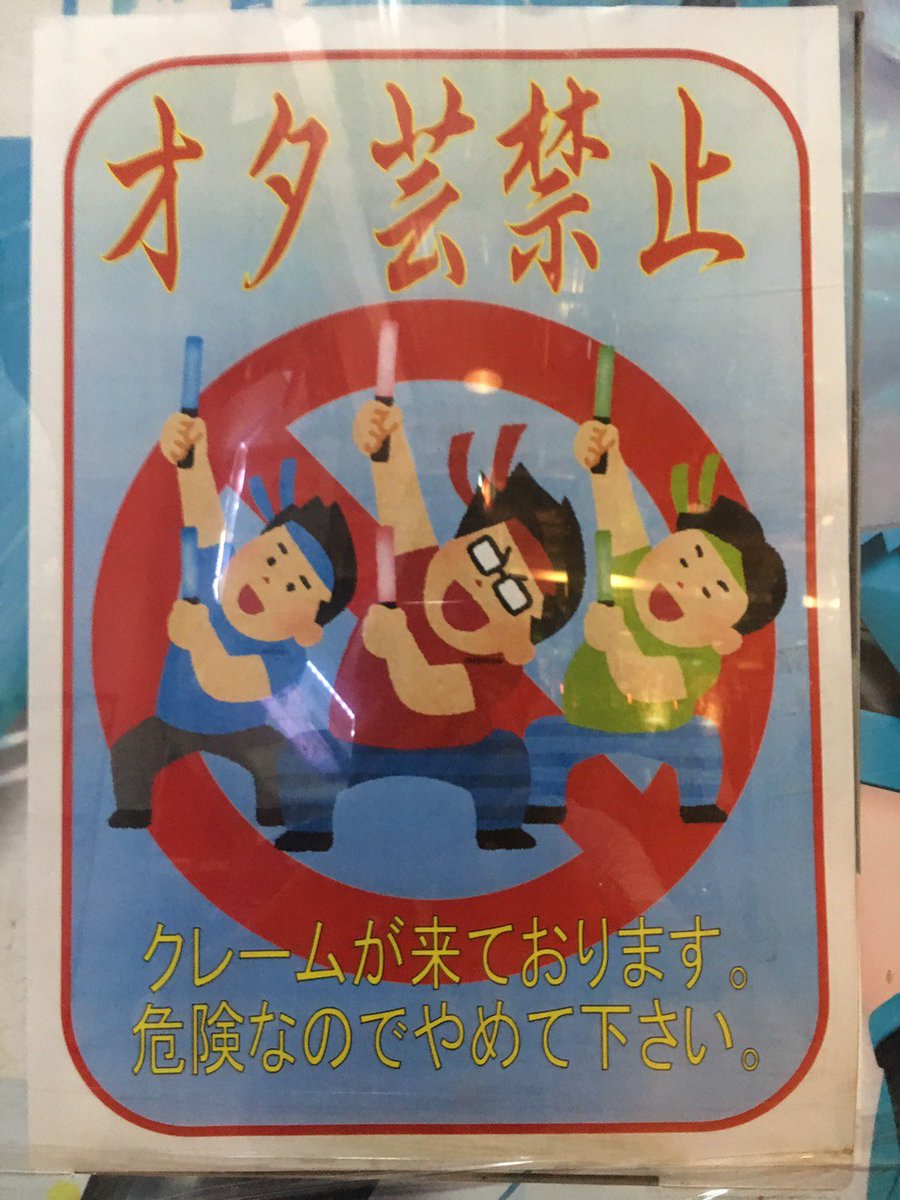 オタ芸禁止
クレームが来ております。
危険なのでやめて下さい。